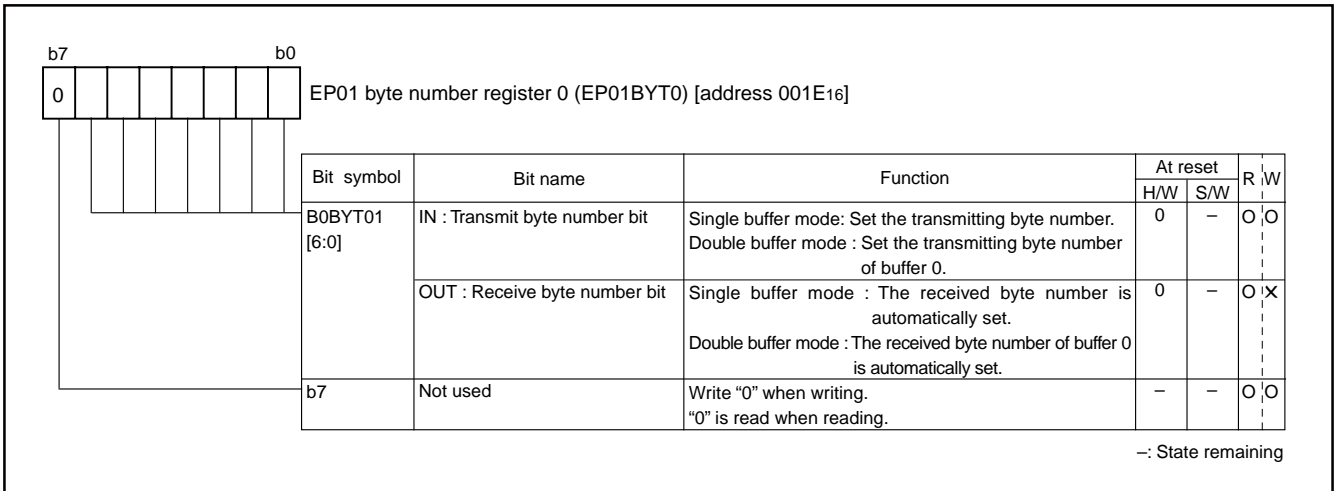 b7 b0
0 EP01 byte number register 0 (EP01BYT0) [address 001E16]
Bit symbol Bit name Function At reset R W
H/W S/W
B0BYT01 IN : Transmit byte number bit Single buffer mode: Set the transmitting byte number. 0 – O O
[6:0] Double buffer mode : Set the transmitting byte number
of buffer 0.
OUT : Receive byte number bit Single buffer mode : The received byte number is 0 – O X
automatically set.
Double buffer mode : The received byte number of buffer 0
is automatically set.
b7 Not used Write “0” when writing. – – O O
“0” is read when reading.
–: State remaining